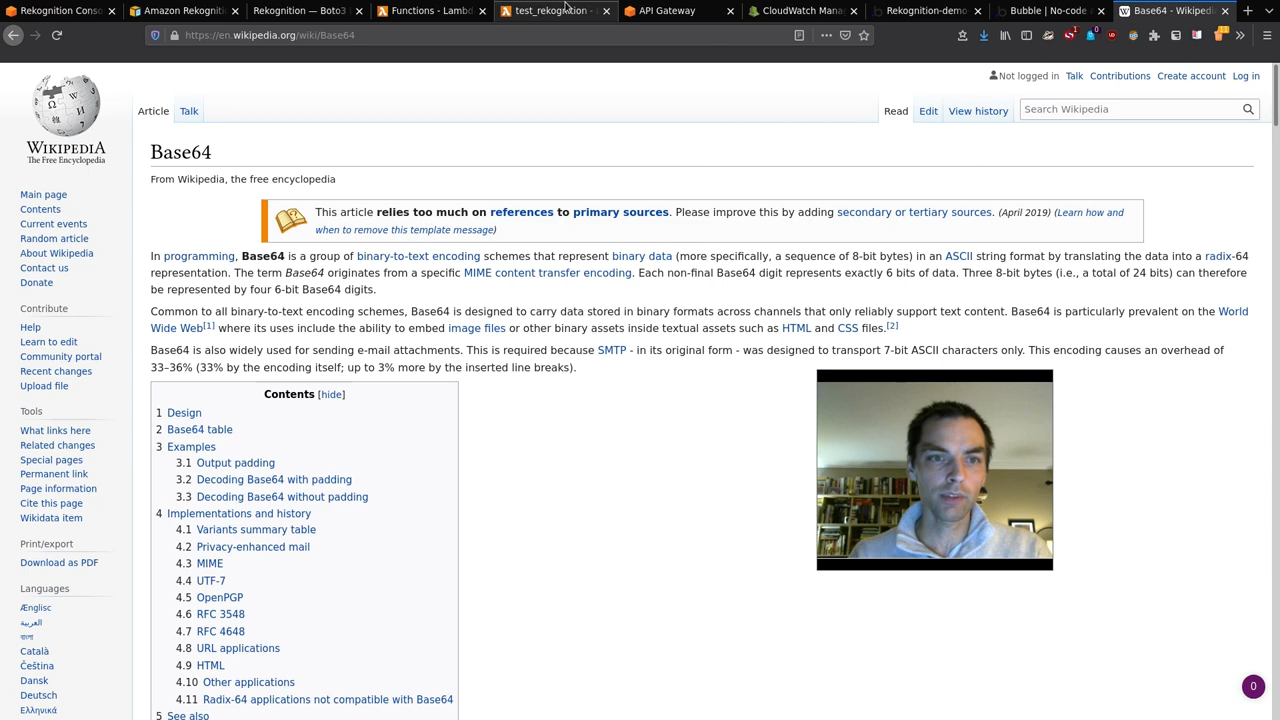 Rekognition Conso
Amazon Rekogniti
Rekognition — Boto3
Functions - Lambd
test_rekognition -
API Gateway
CloudWatch Mana
Rekognition-demo
Bubble | No-code a
Base64 - Wikipedi
https://en.wikipedia.org/wiki/Base64
Not logged in Talk Contributions Create account Log in
Article Talk Read Edit View history Search Wikipedia
WIKIPEDIA
The Free Encyclopedia
Main page
Contents
Current events
Random article
About Wikipedia
Contact us
Donate
Contribute
Help
Learn to edit
Community portal
Recent changes
Upload file
Tools
What links here
Related changes
Special pages
Permanent link
Page information
Cite this page
Wikidata item
Print/export
Download as PDF
Languages
Ænglisc
العربية
বাংলা
Català
Čeština
Dansk
Deutsch
Ελληνικά
Base64
From Wikipedia, the free encyclopedia
This article relies too much on references to primary sources. Please improve this by adding secondary or tertiary sources. (April 2019) (Learn how and
when to remove this template message)
In programming, Base64 is a group of binary-to-text encoding schemes that represent binary data (more specifically, a sequence of 8-bit bytes) in an ASCII string format by translating the data into a radix-64
representation. The term Base64 originates from a specific MIME content transfer encoding. Each non-final Base64 digit represents exactly 6 bits of data. Three 8-bit bytes (i.e., a total of 24 bits) can therefore
be represented by four 6-bit Base64 digits.
Common to all binary-to-text encoding schemes, Base64 is designed to carry data stored in binary formats across channels that only reliably support text content. Base64 is particularly prevalent on the World
Wide Web[1] where its uses include the ability to embed image files or other binary assets inside textual assets such as HTML and CSS files.[2]
Base64 is also widely used for sending e-mail attachments. This is required because SMTP - in its original form - was designed to transport 7-bit ASCII characters only. This encoding causes an overhead of
33–36% (33% by the encoding itself; up to 3% more by the inserted line breaks).
Contents [hide]
1 Design
2 Base64 table
3 Examples
3.1 Output padding
3.2 Decoding Base64 with padding
3.3 Decoding Base64 without padding
4 Implementations and history
4.1 Variants summary table
4.2 Privacy-enhanced mail
4.3 MIME
4.4 UTF-7
4.5 OpenPGP
4.6 RFC 3548
4.7 RFC 4648
4.8 URL applications
4.9 HTML
4.10 Other applications
4.11 Radix-64 applications not compatible with Base64
5 See also
0